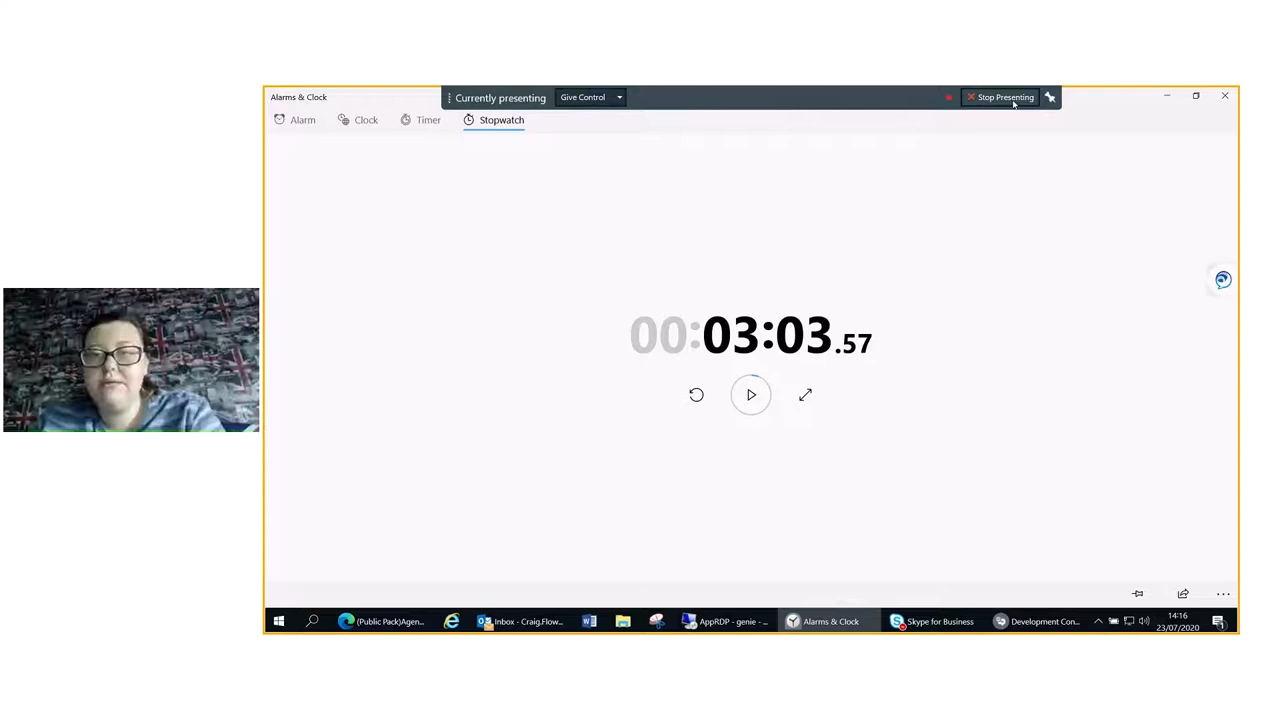 Alarms & Clock
Currently presenting
Give Control
Stop Presenting
Alarm
Clock
Timer
Stopwatch
00:03:03.57
(Public Pack)Agen...
Inbox - Craig.Flow...
AppRDP - genie - ...
Alarms & Clock
Skype for Business
Development Con...
14:16
23/07/2020
1